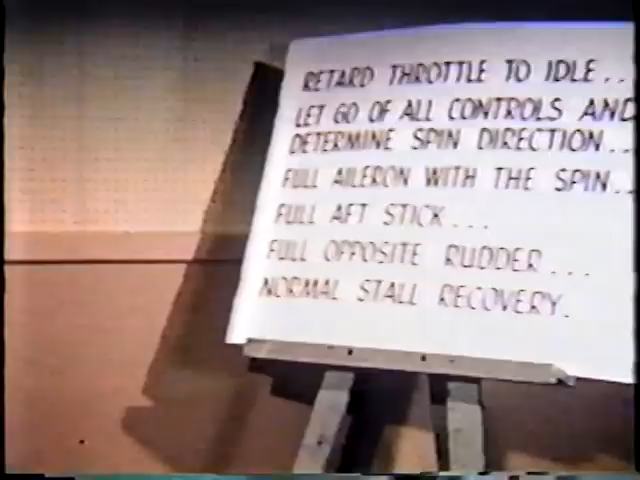 RETARD THROTTLE TO IDLE...
LET GO OF ALL CONTROLS AND
DETERMINE SPIN DIRECTION...
FULL AILERON WITH THE SPIN...
FULL AFT STICK...
FULL OPPOSITE RUDDER...
NORMAL STALL RECOVERY.